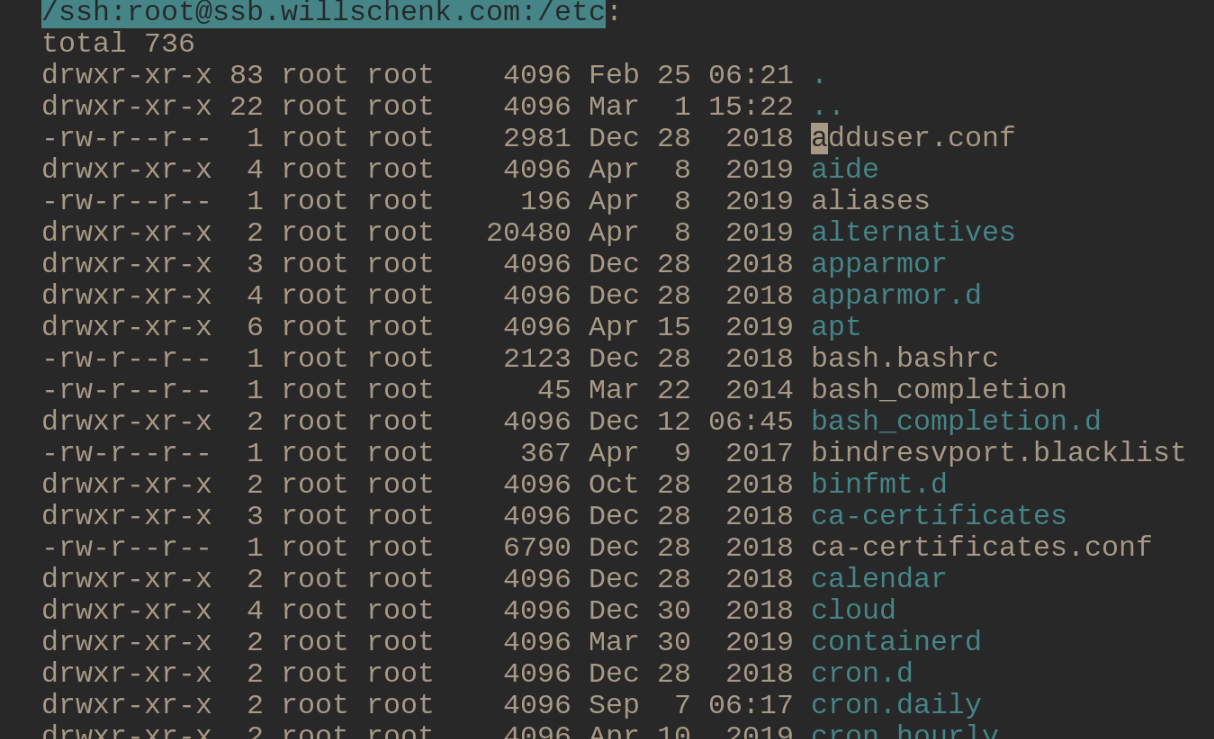 /ssh:root@ssb.willschenk.com:/etc:
total 736
drwxr-xr-x 83 root root    4096 Feb 25 06:21 .
drwxr-xr-x 22 root root    4096 Mar  1 15:22 ..
-rw-r--r--  1 root root    2981 Dec 28  2018 adduser.conf
drwxr-xr-x  4 root root    4096 Apr  8  2019 aide
-rw-r--r--  1 root root     196 Apr  8  2019 aliases
drwxr-xr-x  2 root root   20480 Apr  8  2019 alternatives
drwxr-xr-x  3 root root    4096 Dec 28  2018 apparmor
drwxr-xr-x  4 root root    4096 Dec 28  2018 apparmor.d
drwxr-xr-x  6 root root    4096 Apr 15  2019 apt
-rw-r--r--  1 root root    2123 Dec 28  2018 bash.bashrc
-rw-r--r--  1 root root      45 Mar 22  2014 bash_completion
drwxr-xr-x  2 root root    4096 Dec 12 06:45 bash_completion.d
-rw-r--r--  1 root root     367 Apr  9  2017 bindresvport.blacklist
drwxr-xr-x  2 root root    4096 Oct 28  2018 binfmt.d
drwxr-xr-x  3 root root    4096 Dec 28  2018 ca-certificates
-rw-r--r--  1 root root    6790 Dec 28  2018 ca-certificates.conf
drwxr-xr-x  2 root root    4096 Dec 28  2018 calendar
drwxr-xr-x  4 root root    4096 Dec 30  2018 cloud
drwxr-xr-x  2 root root    4096 Mar 30  2019 containerd
drwxr-xr-x  2 root root    4096 Dec 28  2018 cron.d
drwxr-xr-x  2 root root    4096 Sep  7 06:17 cron.daily
drwxr-xr-x  2 root root    4096 Apr 10  2019 cron.hourly